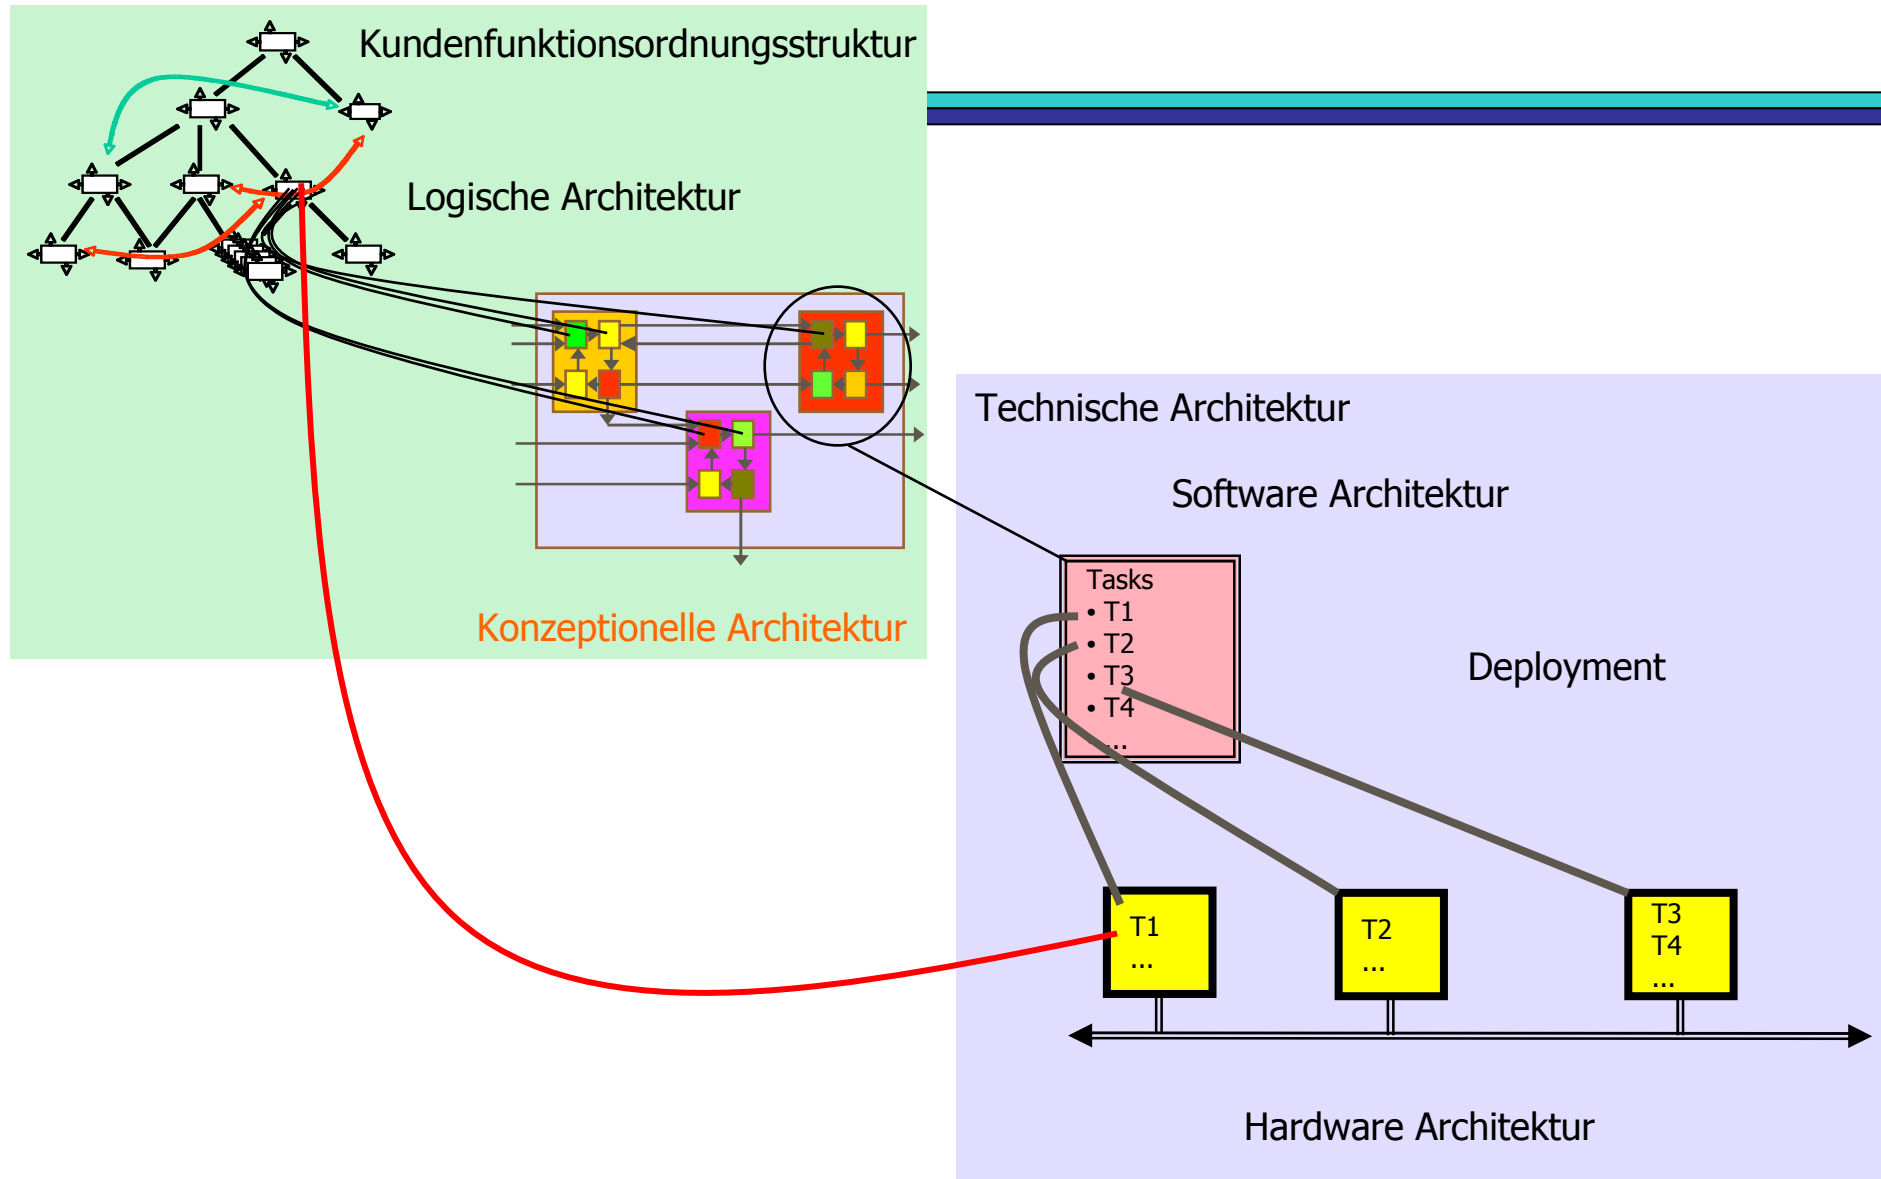 Kundenfunktionsordnungsstruktur
Logische Architektur
Konzeptionelle Architektur
Technische Architektur
Software Architektur
Tasks
• T1
• T2
• T3
• T4
...
Deployment
T1
...
T2
...
T3
T4
...
Hardware Architektur